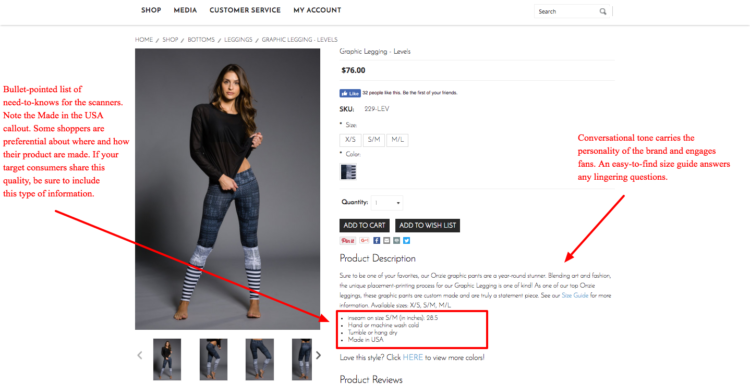 SHOP MEDIA CUSTOMER SERVICE MY ACCOUNT
Search
HOME / SHOP / BOTTOMS / LEGGINGS / GRAPHIC LEGGING - LEVELS
Graphic Legging - Levels
$76.00
Like 32 people like this. Be the first of your friends.
SKU: 229-LEV
* Size:
X/S S/M M/L
* Color:
Quantity: 1
ADD TO CART ADD TO WISH LIST
Pin it
Product Description
Sure to be one of your favorites, our Onzie graphic pants are a year-round stunner. Blending art and fashion,
the unique placement-printing process for our Graphic Legging is one of kind! As one of our top Onzie
leggings, these graphic pants are custom made and are truly a statement piece. See our Size Guide for more
information. Available sizes: X/S, S/M, M/L.
• Inseam on size S/M (in inches): 28.5
• Hand or machine wash cold
• Tumble or hang dry
• Made in USA
Love this style? Click HERE to view more colors!
Product Reviews
Bullet-pointed list of
need-to-knows for the scanners.
Note the Made in the USA
callout. Some shoppers are
preferential about where and how
their product are made. If your
target consumers share this
quality, be sure to include
this type of information.
Conversational tone carries the
personality of the brand and engages
fans. An easy-to-find size guide answers
any lingering questions.